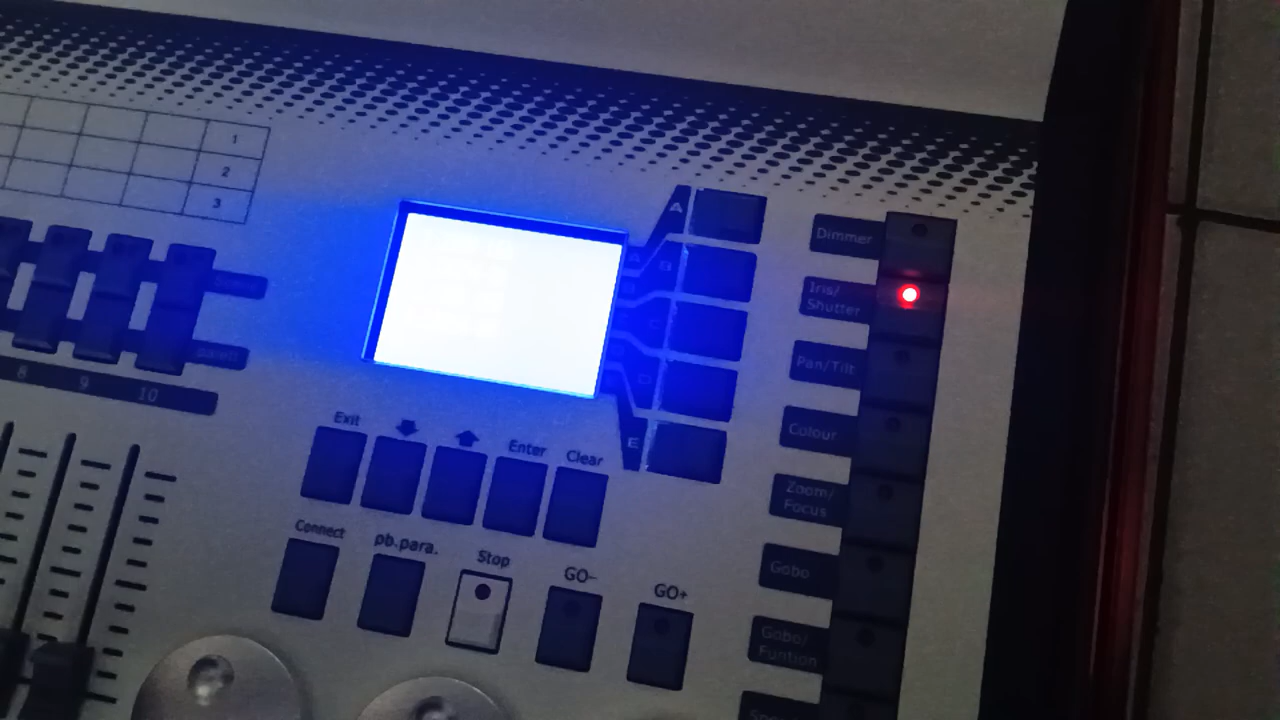 1
2
3
8
9
10
A
B
C
D
E
Exit
Enter
Clear
Connect
pb.para.
Stop
GO-
GO+
Dimmer
Iris/
Shutter
Pan/Tilt
Colour
Zoom/
Focus
Gobo
Gobo/
Funtion